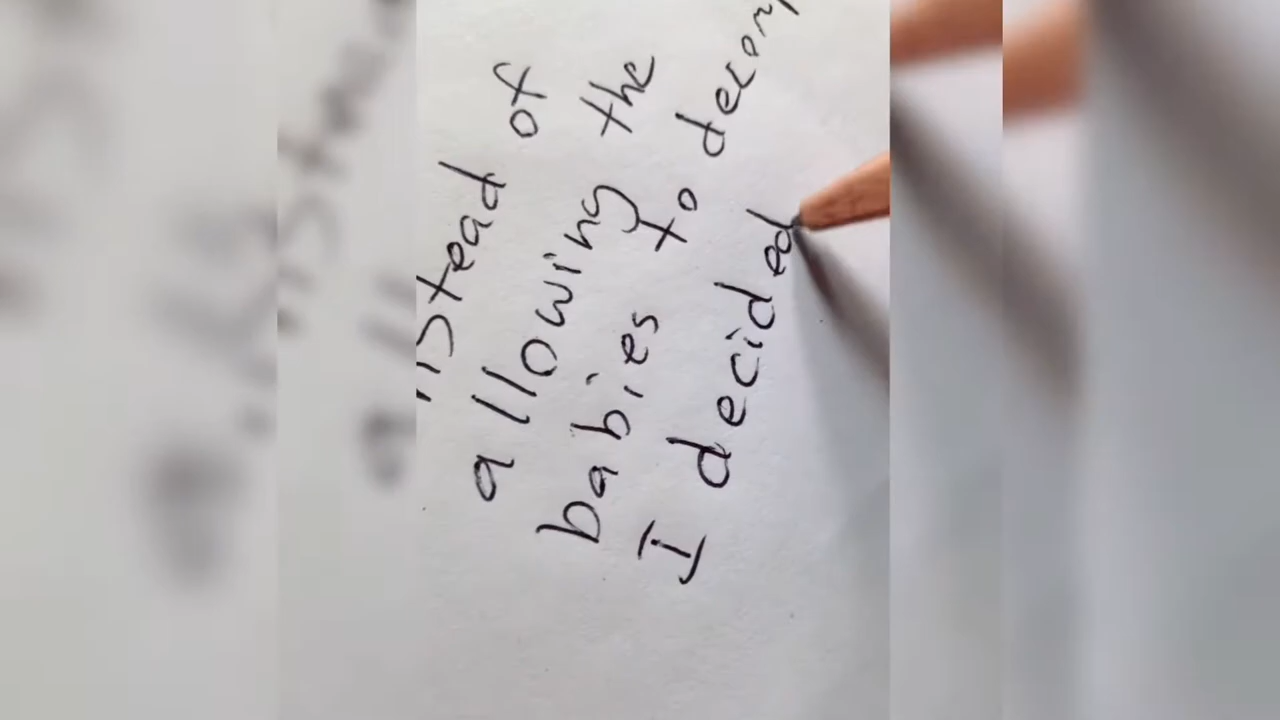 instead of
allowing the
babies to decom
I decided